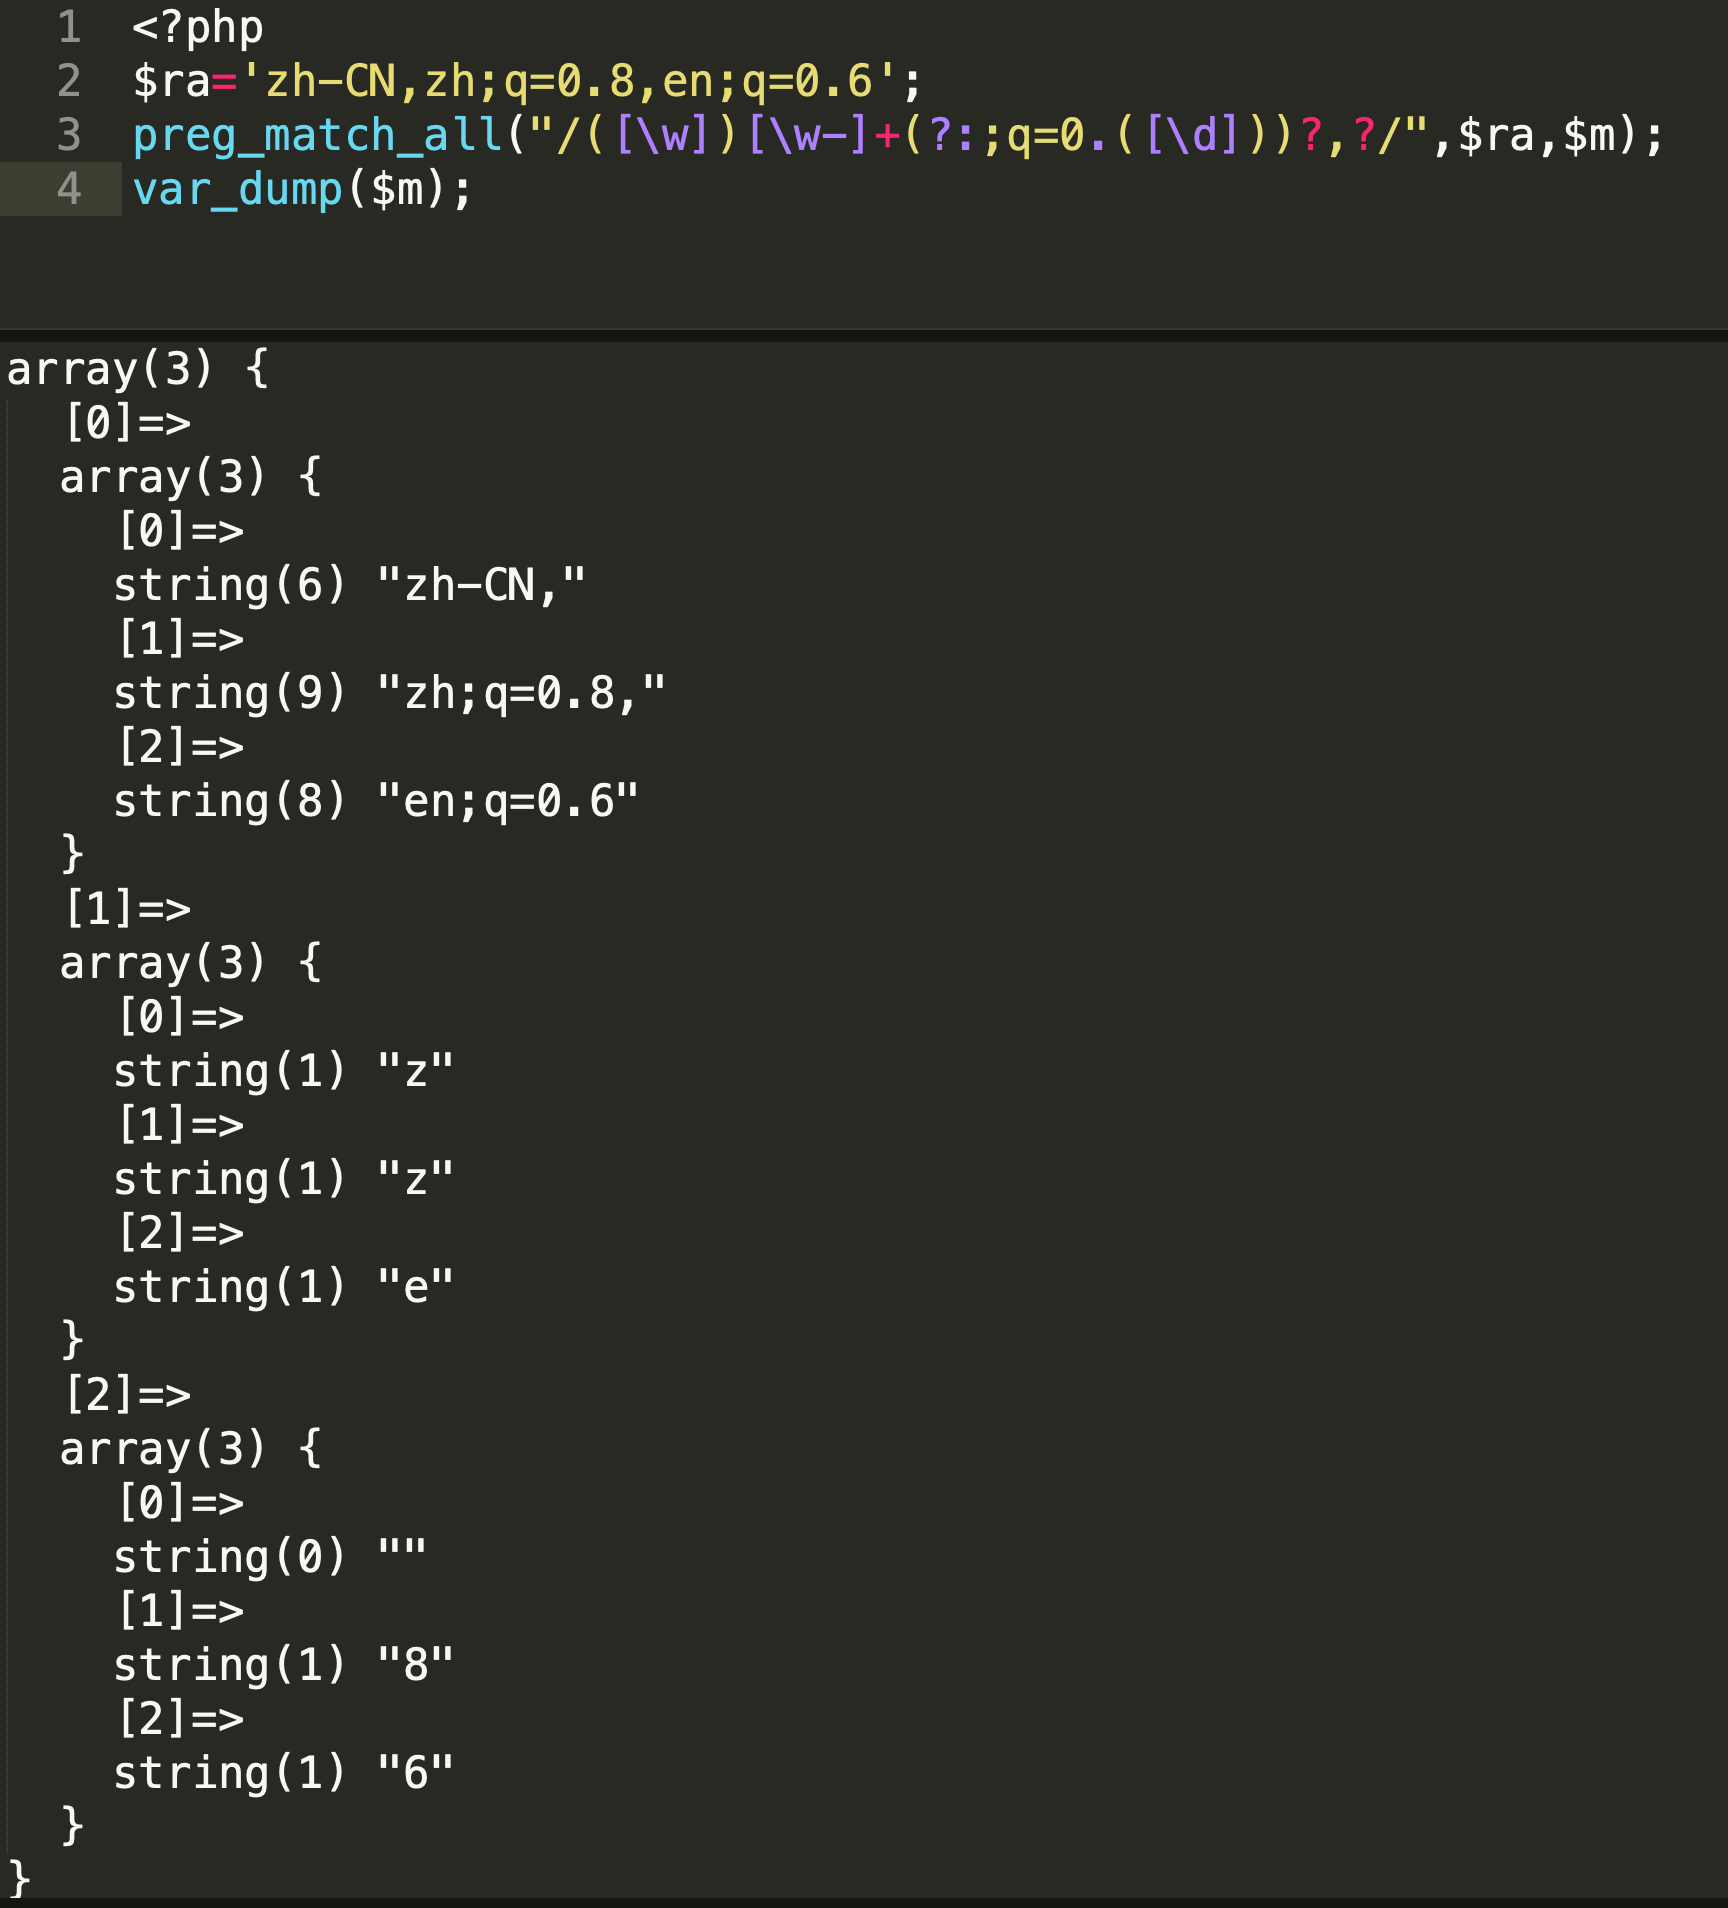 1 <?php
2 $ra='zh-CN,zh;q=0.8,en;q=0.6';
3 preg_match_all("/([\w])[\w-]+(?:;q=0.([\d]))?,?/",$ra,$m);
4 var_dump($m);
array(3) {
  [0]=>
  array(3) {
    [0]=>
    string(6) "zh-CN,"
    [1]=>
    string(9) "zh;q=0.8,"
    [2]=>
    string(8) "en;q=0.6"
  }
  [1]=>
  array(3) {
    [0]=>
    string(1) "z"
    [1]=>
    string(1) "z"
    [2]=>
    string(1) "e"
  }
  [2]=>
  array(3) {
    [0]=>
    string(0) ""
    [1]=>
    string(1) "8"
    [2]=>
    string(1) "6"
  }
}